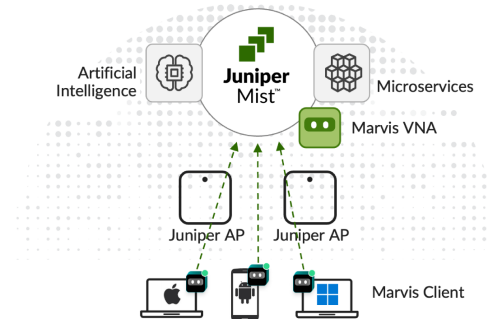 Juniper
Mist™
Artificial
Intelligence
Microservices
Marvis VNA
Juniper AP
Juniper AP
Marvis Client